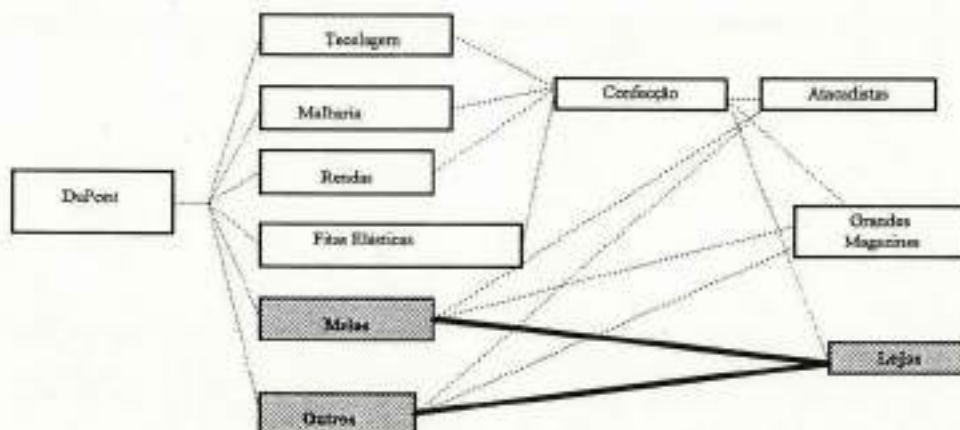 Tecelagem
Confecção
Atacadistas
Malharia
Rendas
DuPont
Grandes
Magazines
Fitas Elásticas
Meias
Lojas
Outros